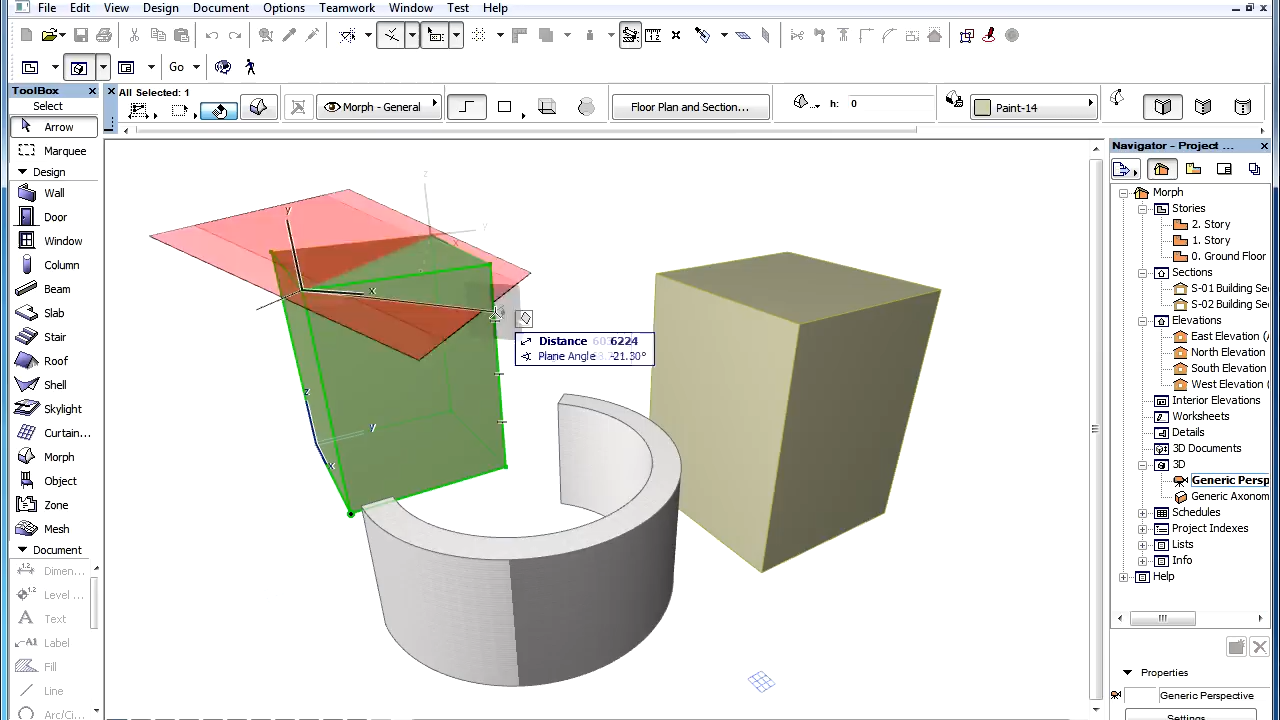 File Edit View Design Document Options Teamwork Window Test Help
Go
ToolBox
Select
Arrow
Marquee
Design
Wall
Door
Window
Column
Beam
Slab
Stair
Roof
Shell
Skylight
Curtain...
Morph
Object
Zone
Mesh
Document
Dimen...
Level ...
Text
Label
Fill
Line
Arc/Ci...
All Selected: 1
Morph - General
Floor Plan and Section...
h: 0
Paint-14
z
y
x
y
x
z
y
x
Distance 6224
Plane Angle -21.30°
Navigator - Project ...
Morph
Stories
2. Story
1. Story
0. Ground Floor
Sections
S-01 Building Se
S-02 Building Se
Elevations
East Elevation (
North Elevation
South Elevation
West Elevation (
Interior Elevations
Worksheets
Details
3D Documents
3D
Generic Persp
Generic Axonom
Schedules
Project Indexes
Lists
Info
Help
Properties
Generic Perspective
Settings